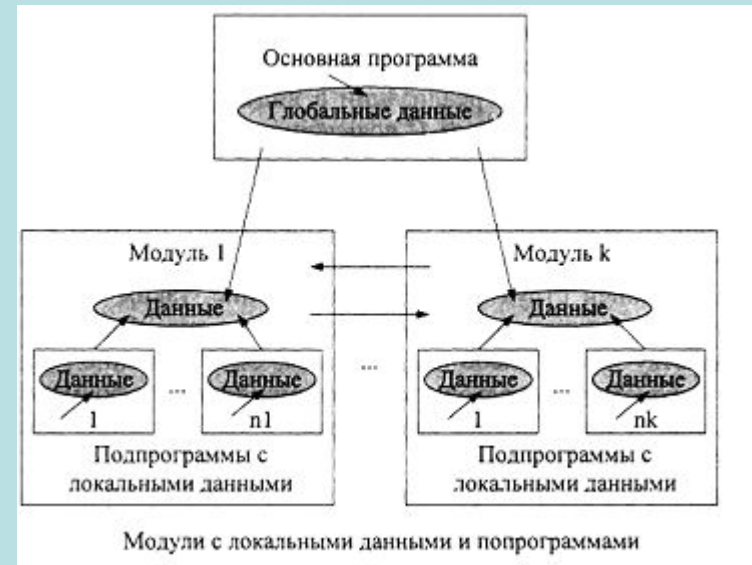 Основная программа
Глобальные данные
Модуль 1
Модуль k
Данные
Данные
...
Данные
...
Данные
Данные
...
Данные
1
n1
1
nk
Подпрограммы с
локальными данными
Подпрограммы с
локальными данными
Модули с локальными данными и попрограммами